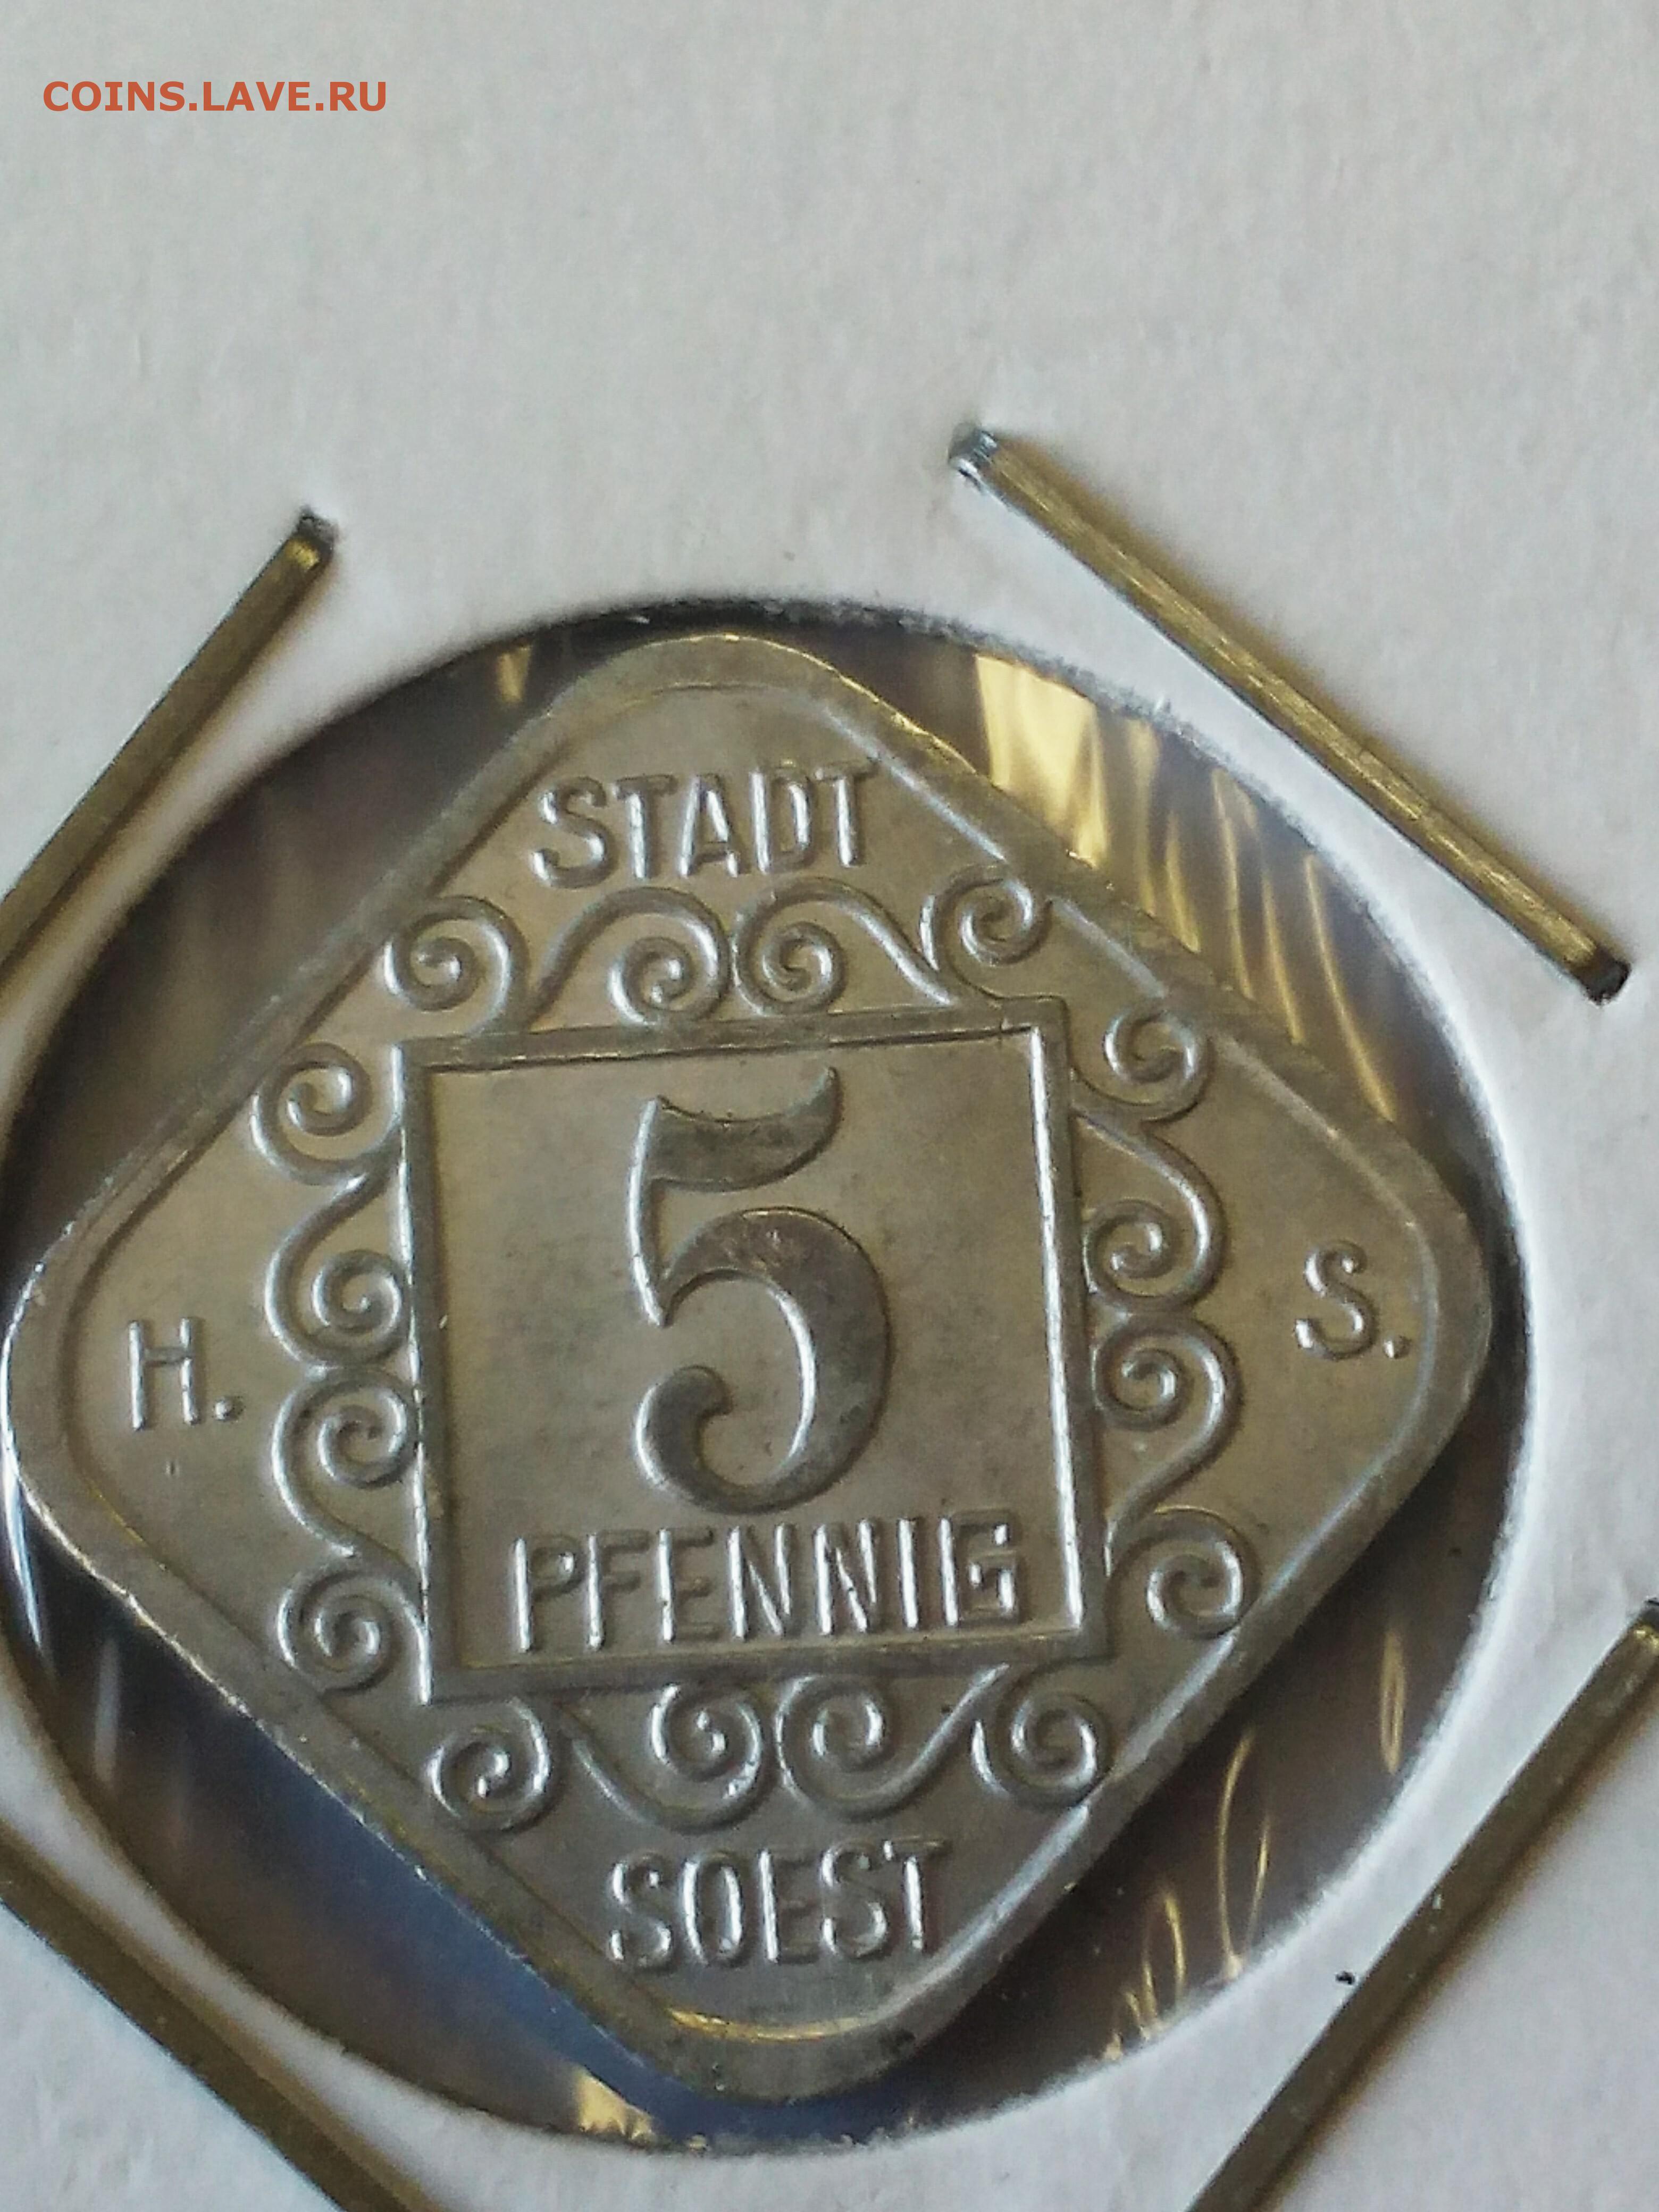 COINS.LAVE.RU
STADT
H.
5
S.
PFENNIG
SOEST